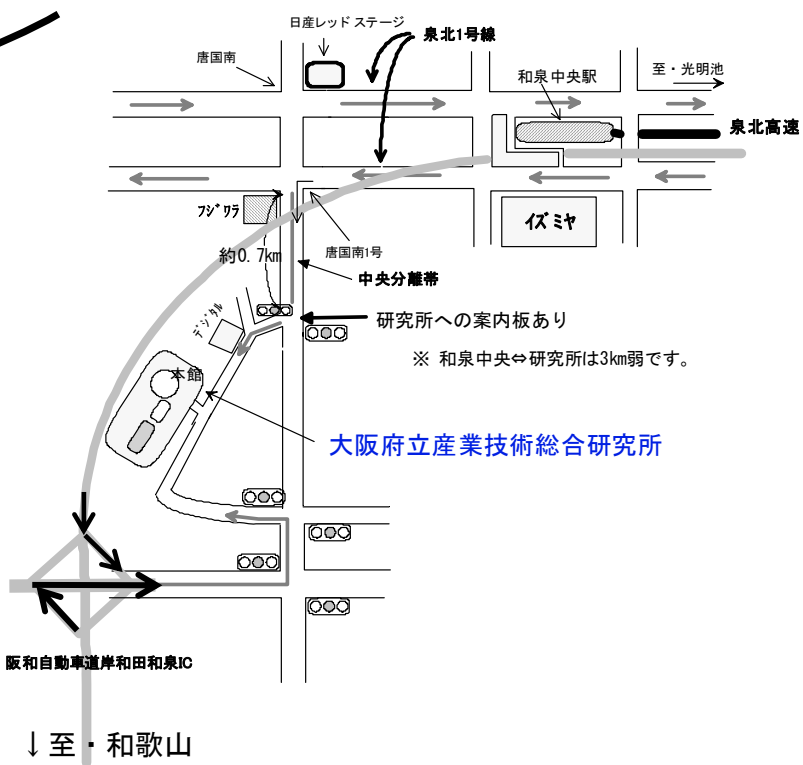 日産レッド ステージ
泉北1号線
唐国南
和泉中央駅
至・光明池
泉北高速
フジワラ
イズミヤ
約0.7km
唐国南1号
中央分離帯
デジタル
研究所への案内板あり
※ 和泉中央⇔研究所は3km弱です。
本館
大阪府立産業技術総合研究所
阪和自動車道岸和田和泉IC
↓至・和歌山